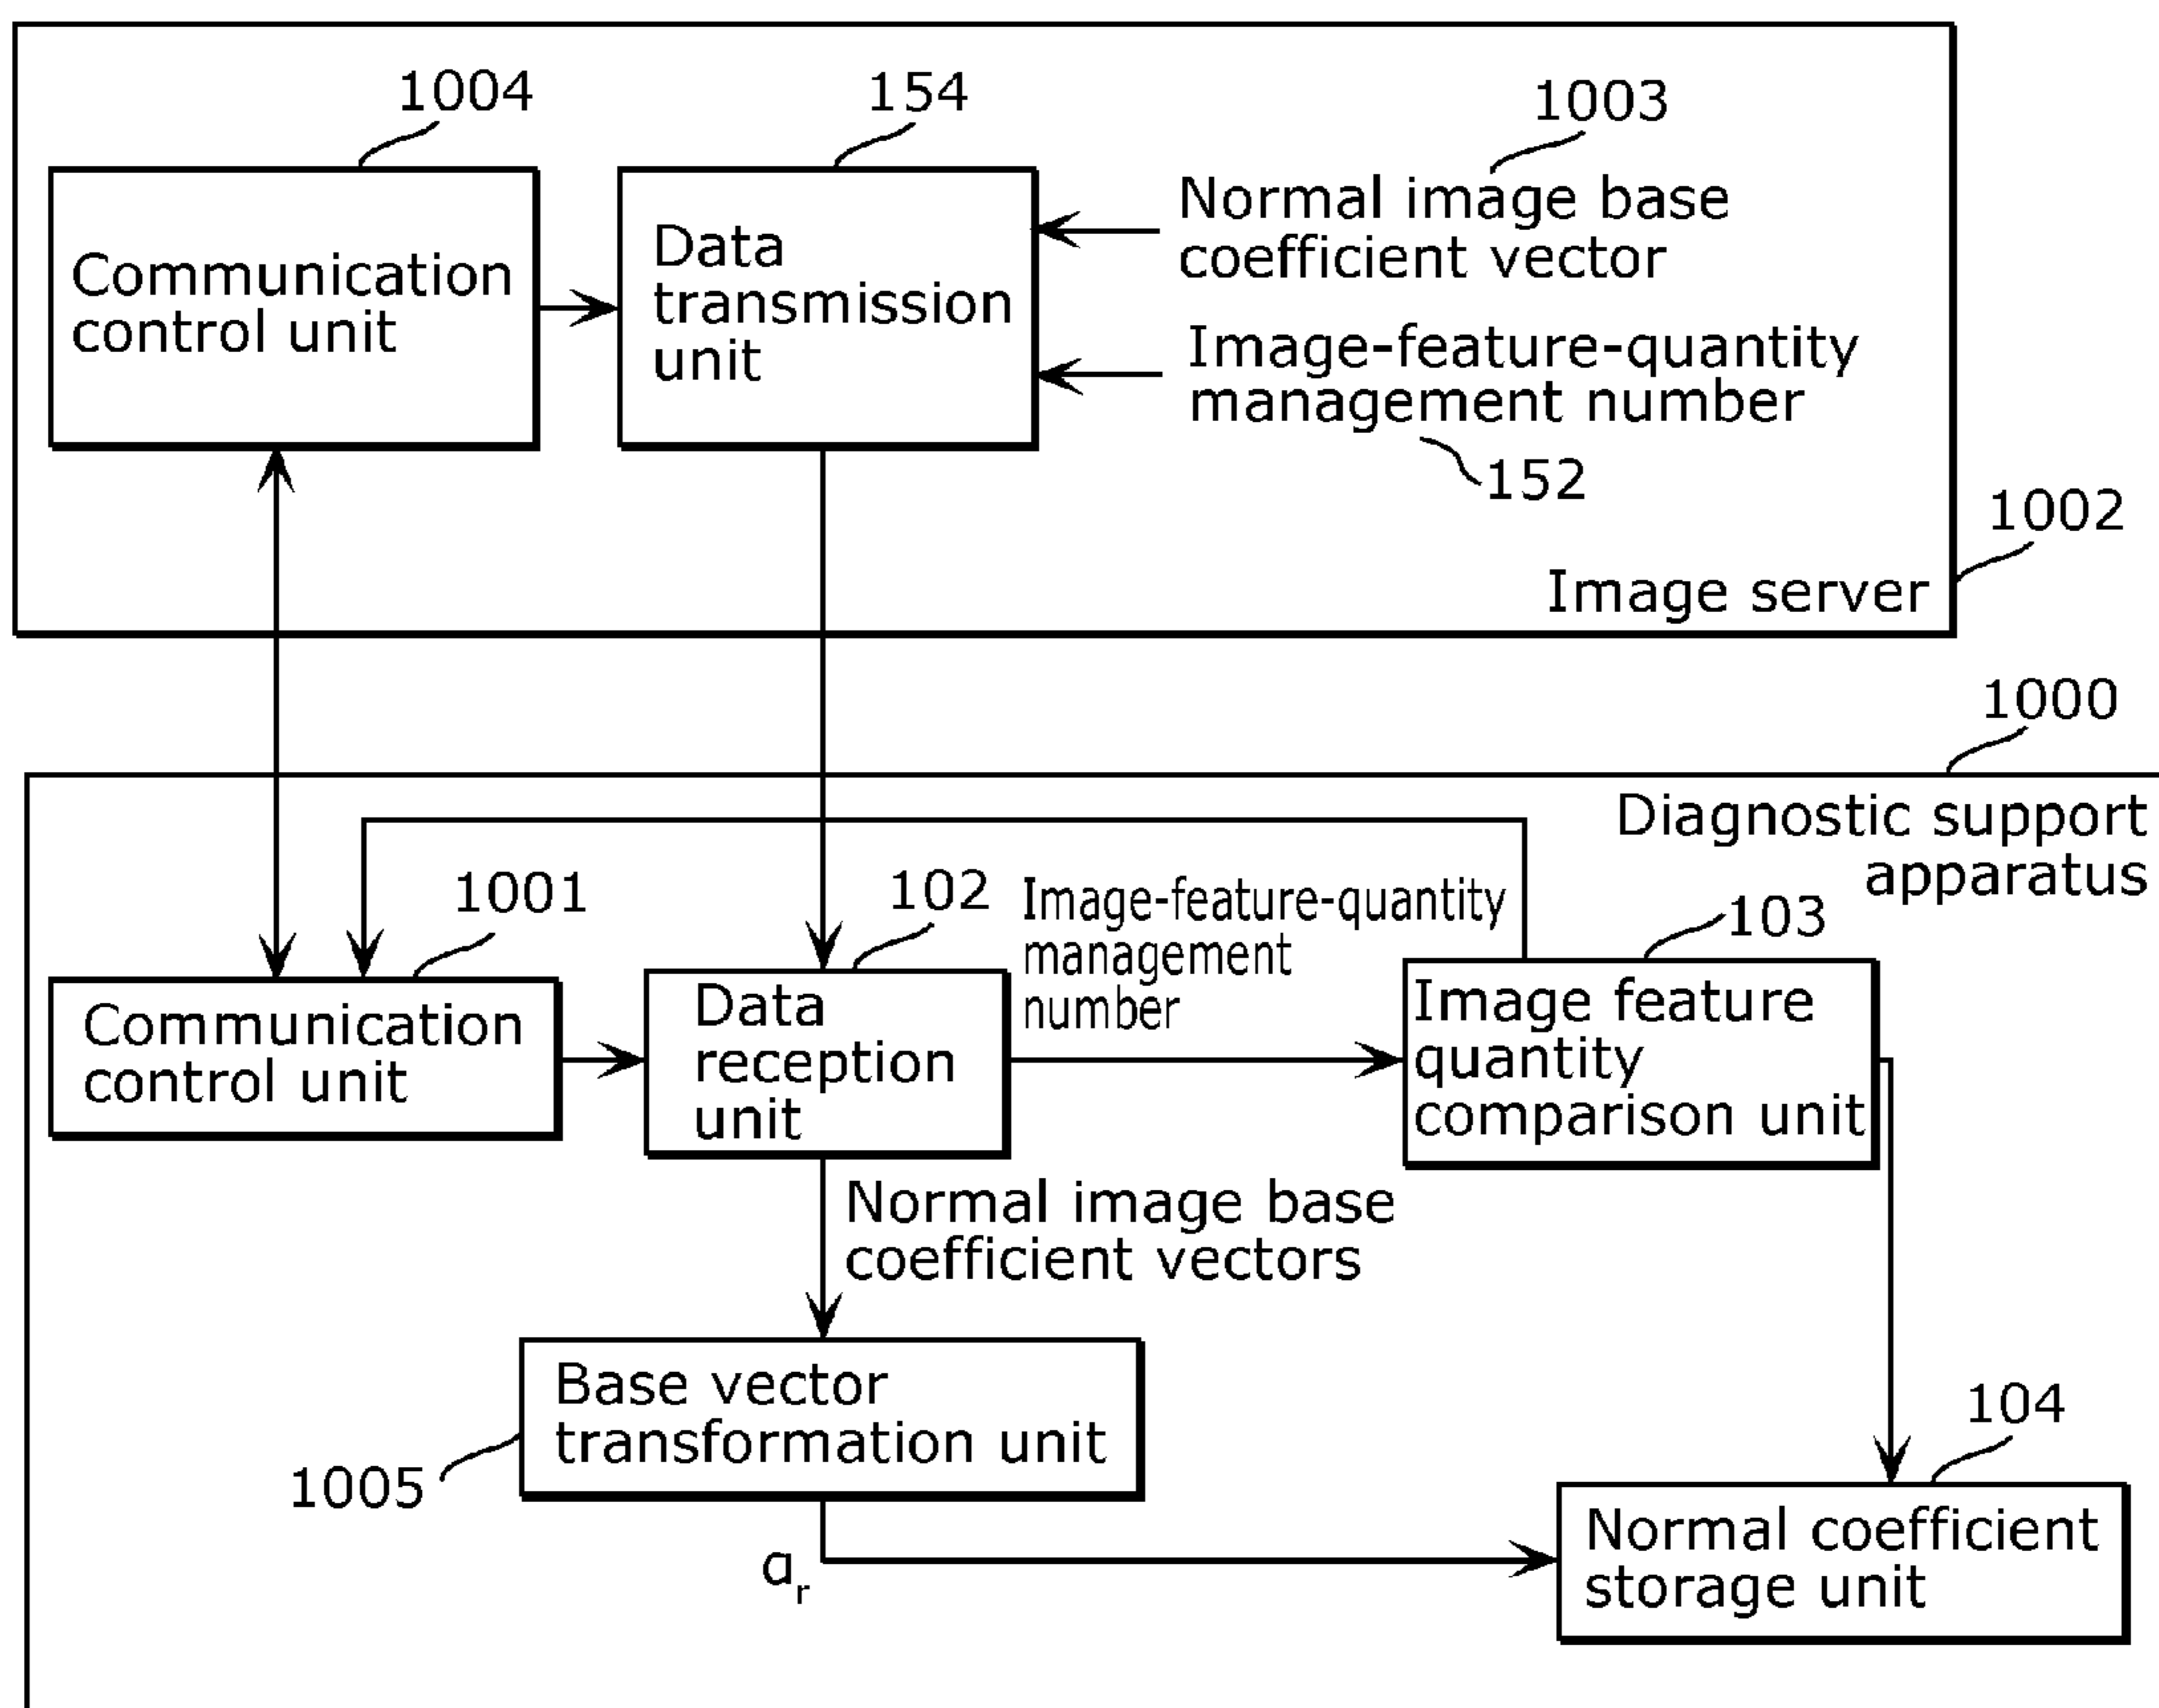 1004
154
1003
Normal image base
coefficient vector
Data
transmission
unit
Communication
control unit
Image-feature-quantity
management number
152
1002
Image server
1000
Diagnostic support
apparatus
1001
102
Image-feature-quantity
management
number
103
Communication
control unit
Data
reception
unit
Image feature
quantity
comparison unit
Normal image base
coefficient vectors
Base vector
transformation unit
1005
104
Normal coefficient
storage unit
αr